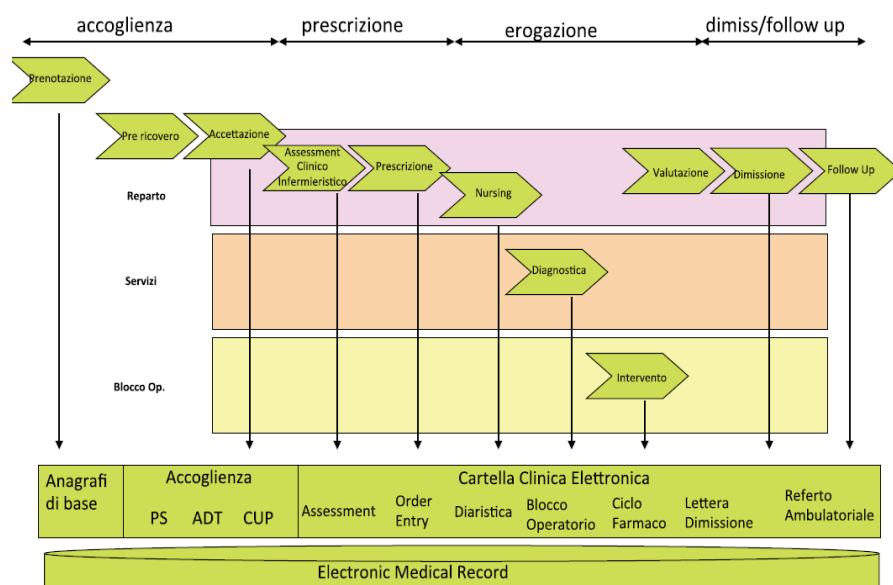 accoglienza
prescrizione
erogazione
dimiss/follow up
Prenotazione
Pre ricovero
Accettazione
Assessment
Clinico
Infermieristico
Prescrizione
Nursing
Valutazione
Dimissione
Follow Up
Reparto
Servizi
Diagnostica
Blocco Op.
Intervento
Anagrafi
di base
Accoglienza
PS
ADT
CUP
Cartella Clinica Elettronica
Assessment
Order
Entry
Diaristica
Blocco
Operatorio
Ciclo
Farmaco
Lettera
Dimissione
Referto
Ambulatoriale
Electronic Medical Record